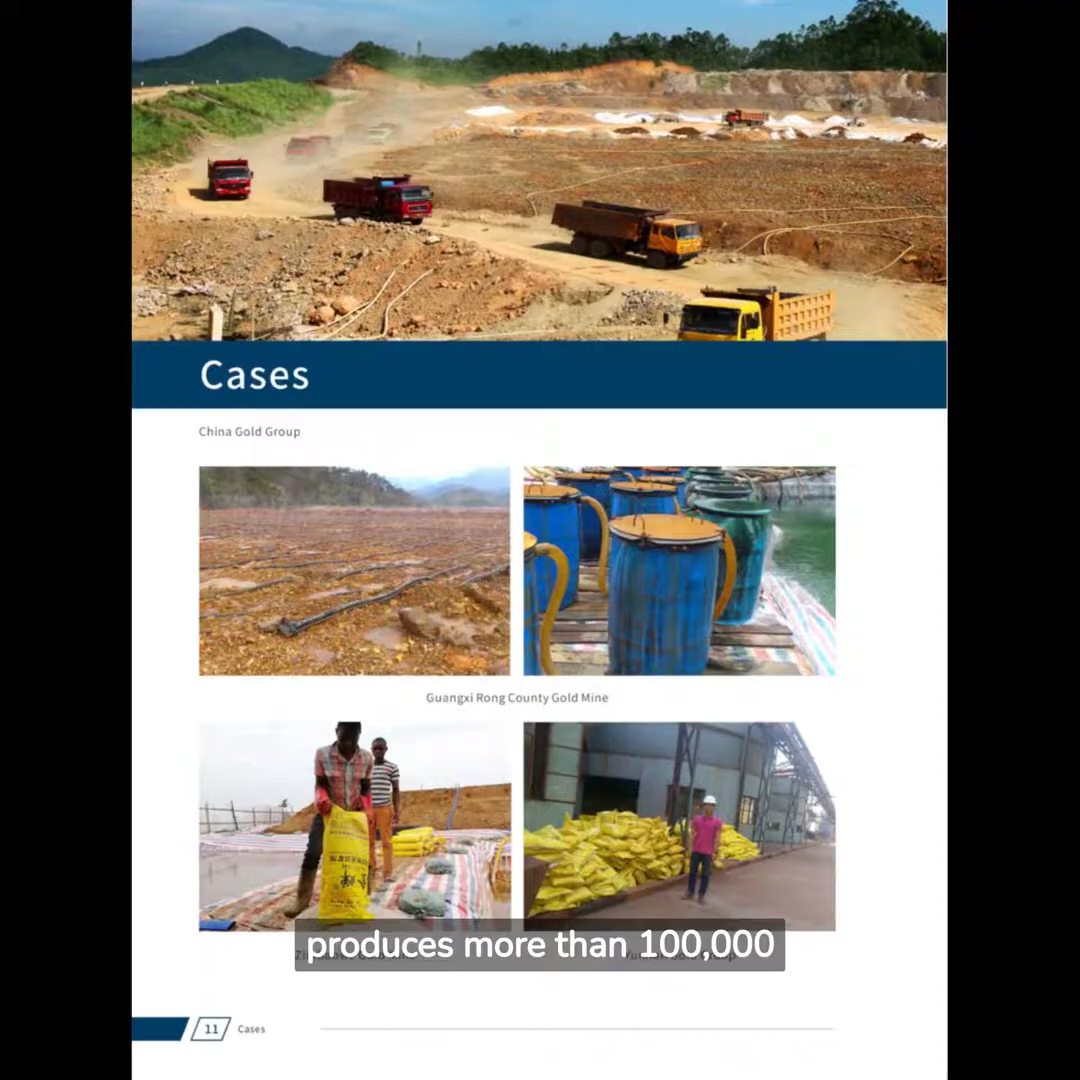 Cases
China Gold Group
Guangxi Rong County Gold Mine
produces more than 100,000
11
Cases